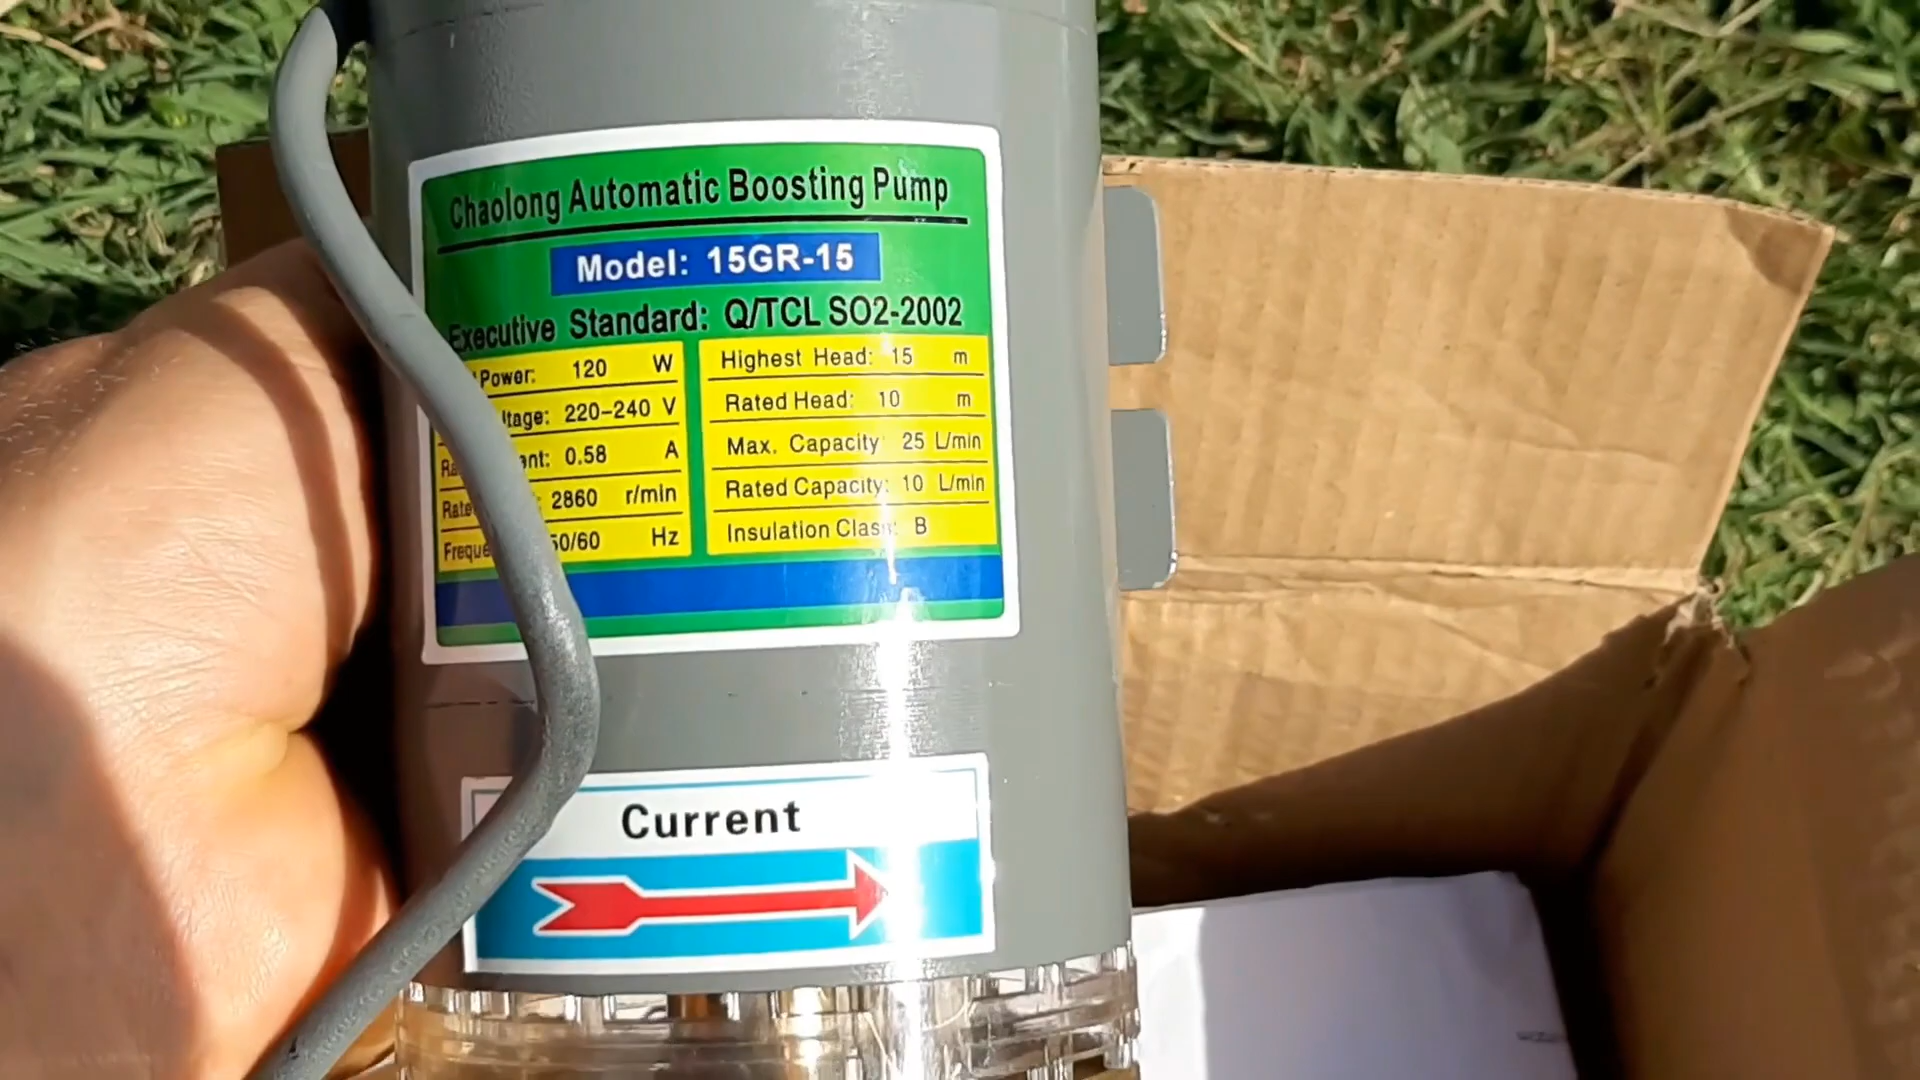 Chaolong Automatic Boosting Pump
Model: 15GR-15
Executive Standard: Q/TCL SO2-2002
Power: 120 W
220-240 V
0.58 A
2860 r/min
50/60 Hz
Highest Head: 15 m
Rated Head: 10 m
Max. Capacity 25 L/min
Rated Capacity: 10 L/min
Insulation Class: B
Current